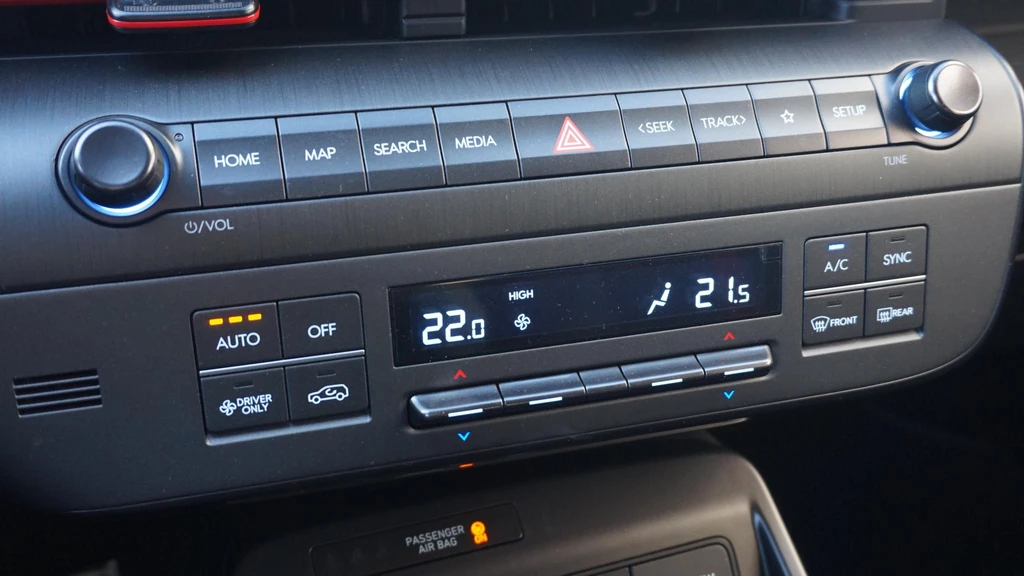 HOME
MAP
SEARCH
MEDIA
<SEEK
TRACK>
SETUP
/VOL
TUNE
AUTO
OFF
DRIVER
ONLY
22.0
HIGH
21.5
A/C
SYNC
FRONT
REAR
PASSENGER
AIR BAG
ON